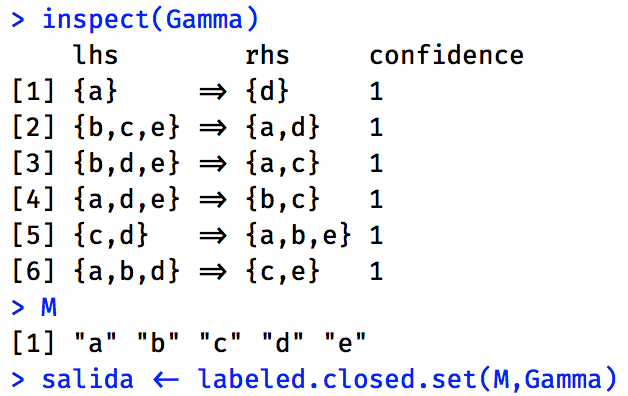 > inspect(Gamma)
lhs rhs confidence
[1] {a} ⇒ {d} 1
[2] {b,c,e} ⇒ {a,d} 1
[3] {b,d,e} ⇒ {a,c} 1
[4] {a,d,e} ⇒ {b,c} 1
[5] {c,d} ⇒ {a,b,e} 1
[6] {a,b,d} ⇒ {c,e} 1
> M
[1] "a" "b" "c" "d" "e"
> salida ← labeled.closed.set(M,Gamma)